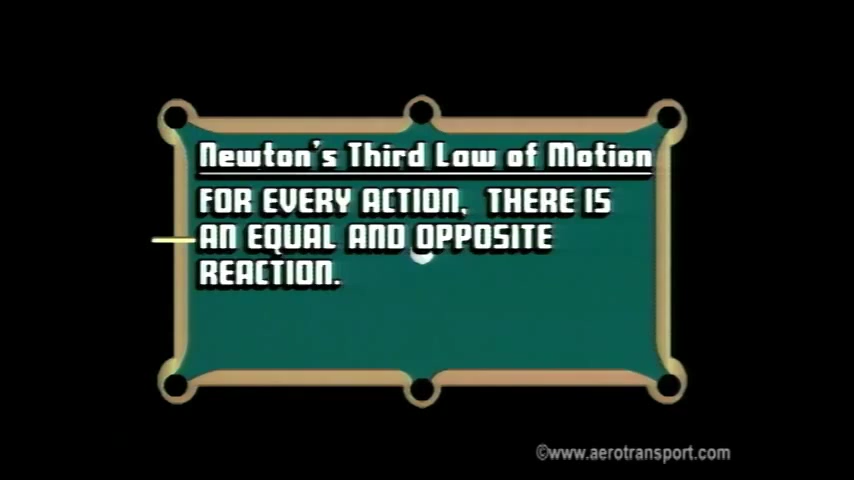 Newton's Third Law of Motion
FOR EVERY ACTION, THERE IS
AN EQUAL AND OPPOSITE
REACTION.
©www.aerotransport.com